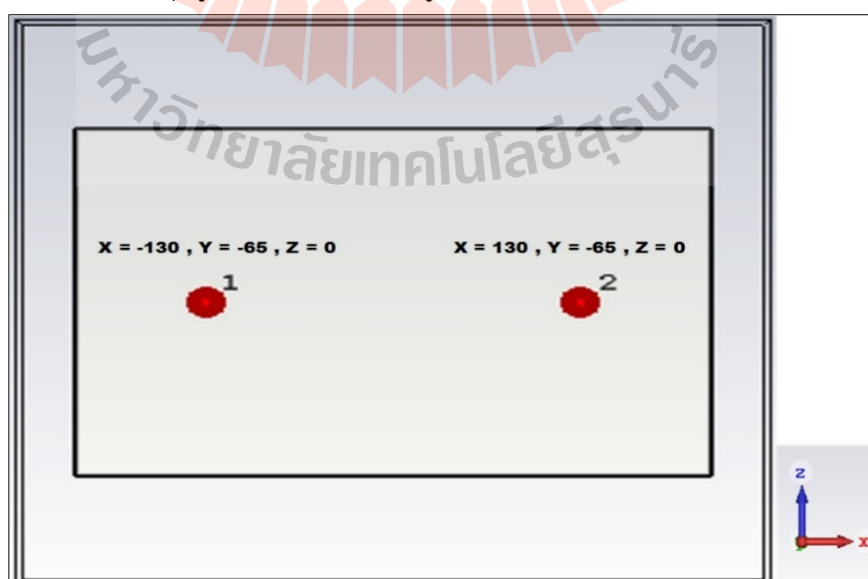 มหาวิทยาลัยเทคโนโลยีสุรนารี
X = -130 , Y = -65 , Z = 0
X = 130 , Y = -65 , Z = 0
1
2
Z
X